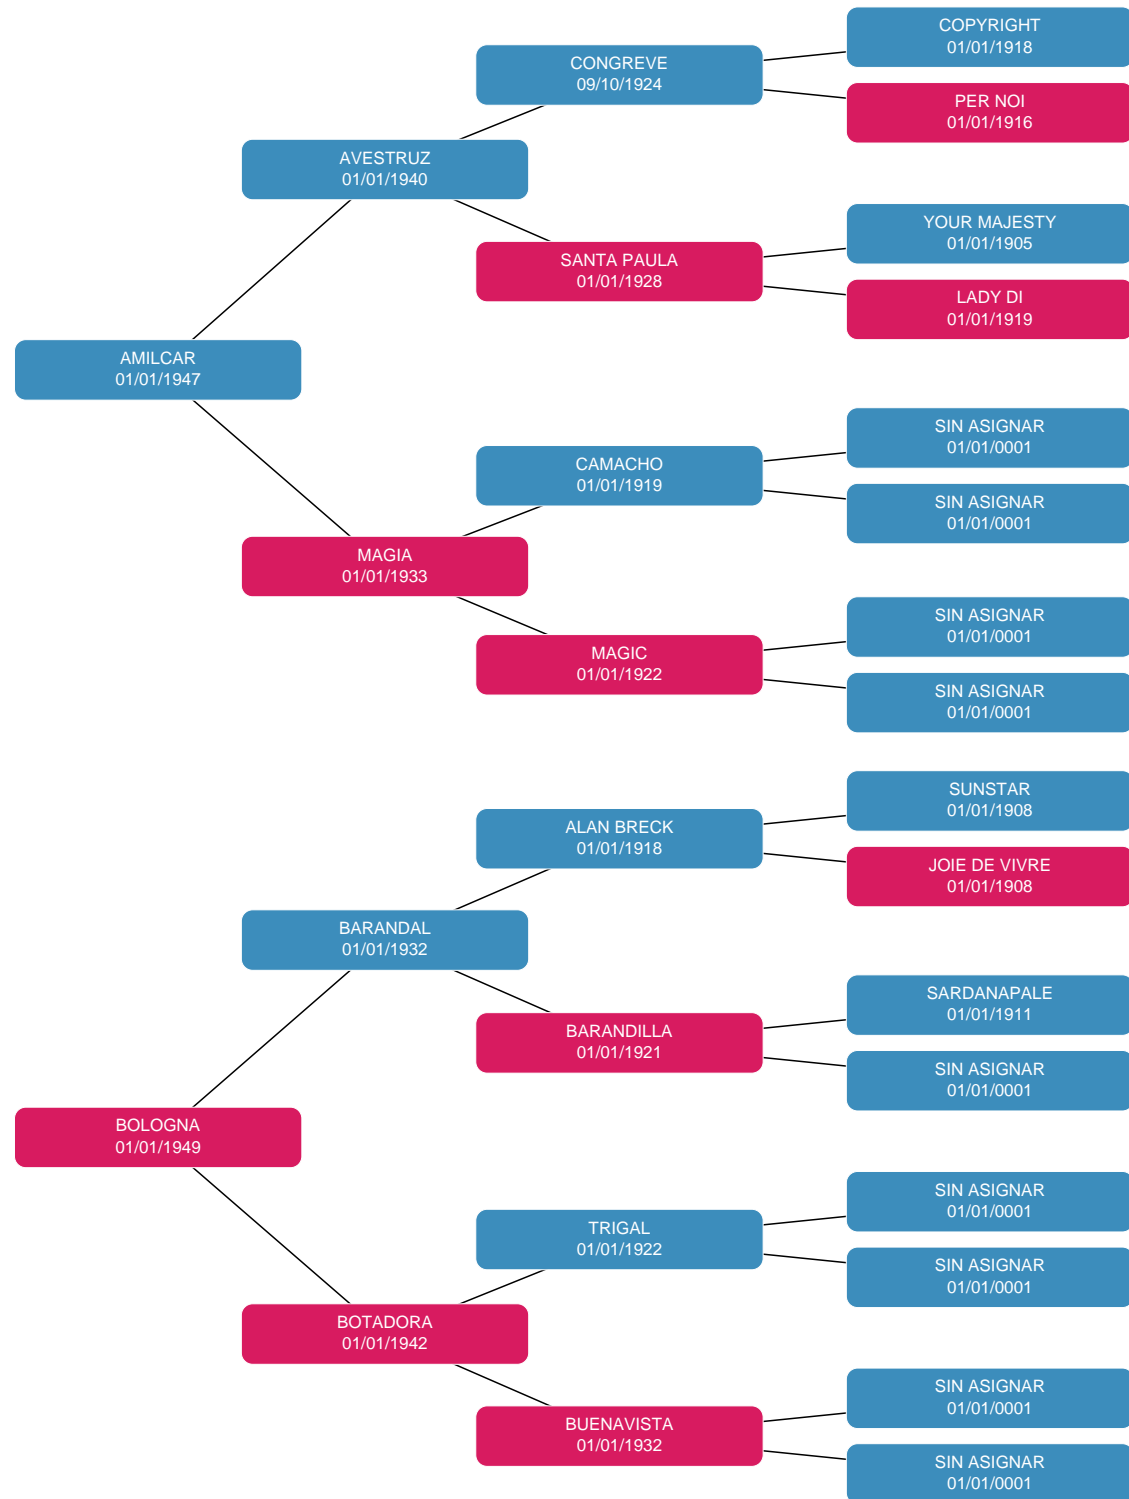 COPYRIGHT
01/01/1918
CONGREVE
09/10/1924
PER NOI
01/01/1916
AVESTRUZ
01/01/1940
YOUR MAJESTY
01/01/1905
SANTA PAULA
01/01/1928
LADY DI
01/01/1919
AMILCAR
01/01/1947
SIN ASIGNAR
01/01/0001
CAMACHO
01/01/1919
SIN ASIGNAR
01/01/0001
MAGIA
01/01/1933
SIN ASIGNAR
01/01/0001
MAGIC
01/01/1922
SIN ASIGNAR
01/01/0001
SUNSTAR
01/01/1908
ALAN BRECK
01/01/1918
JOIE DE VIVRE
01/01/1908
BARANDAL
01/01/1932
SARDANAPALE
01/01/1911
BARANDILLA
01/01/1921
SIN ASIGNAR
01/01/0001
BOLOGNA
01/01/1949
SIN ASIGNAR
01/01/0001
TRIGAL
01/01/1922
SIN ASIGNAR
01/01/0001
BOTADORA
01/01/1942
SIN ASIGNAR
01/01/0001
BUENAVISTA
01/01/1932
SIN ASIGNAR
01/01/0001